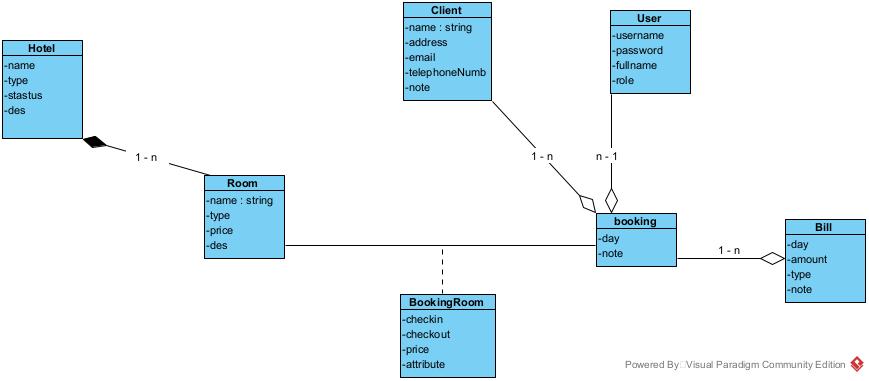 Hotel
-name
-type
-stastus
-des
1 - n
Client
-name : string
-address
-email
-telephoneNumb
-note
User
-username
-password
-fullname
-role
1 - n
n - 1
Room
-name : string
-type
-price
-des
booking
-day
-note
1 - n
Bill
-day
-amount
-type
-note
BookingRoom
-checkin
-checkout
-price
-attribute
Powered By Visual Paradigm Community Edition